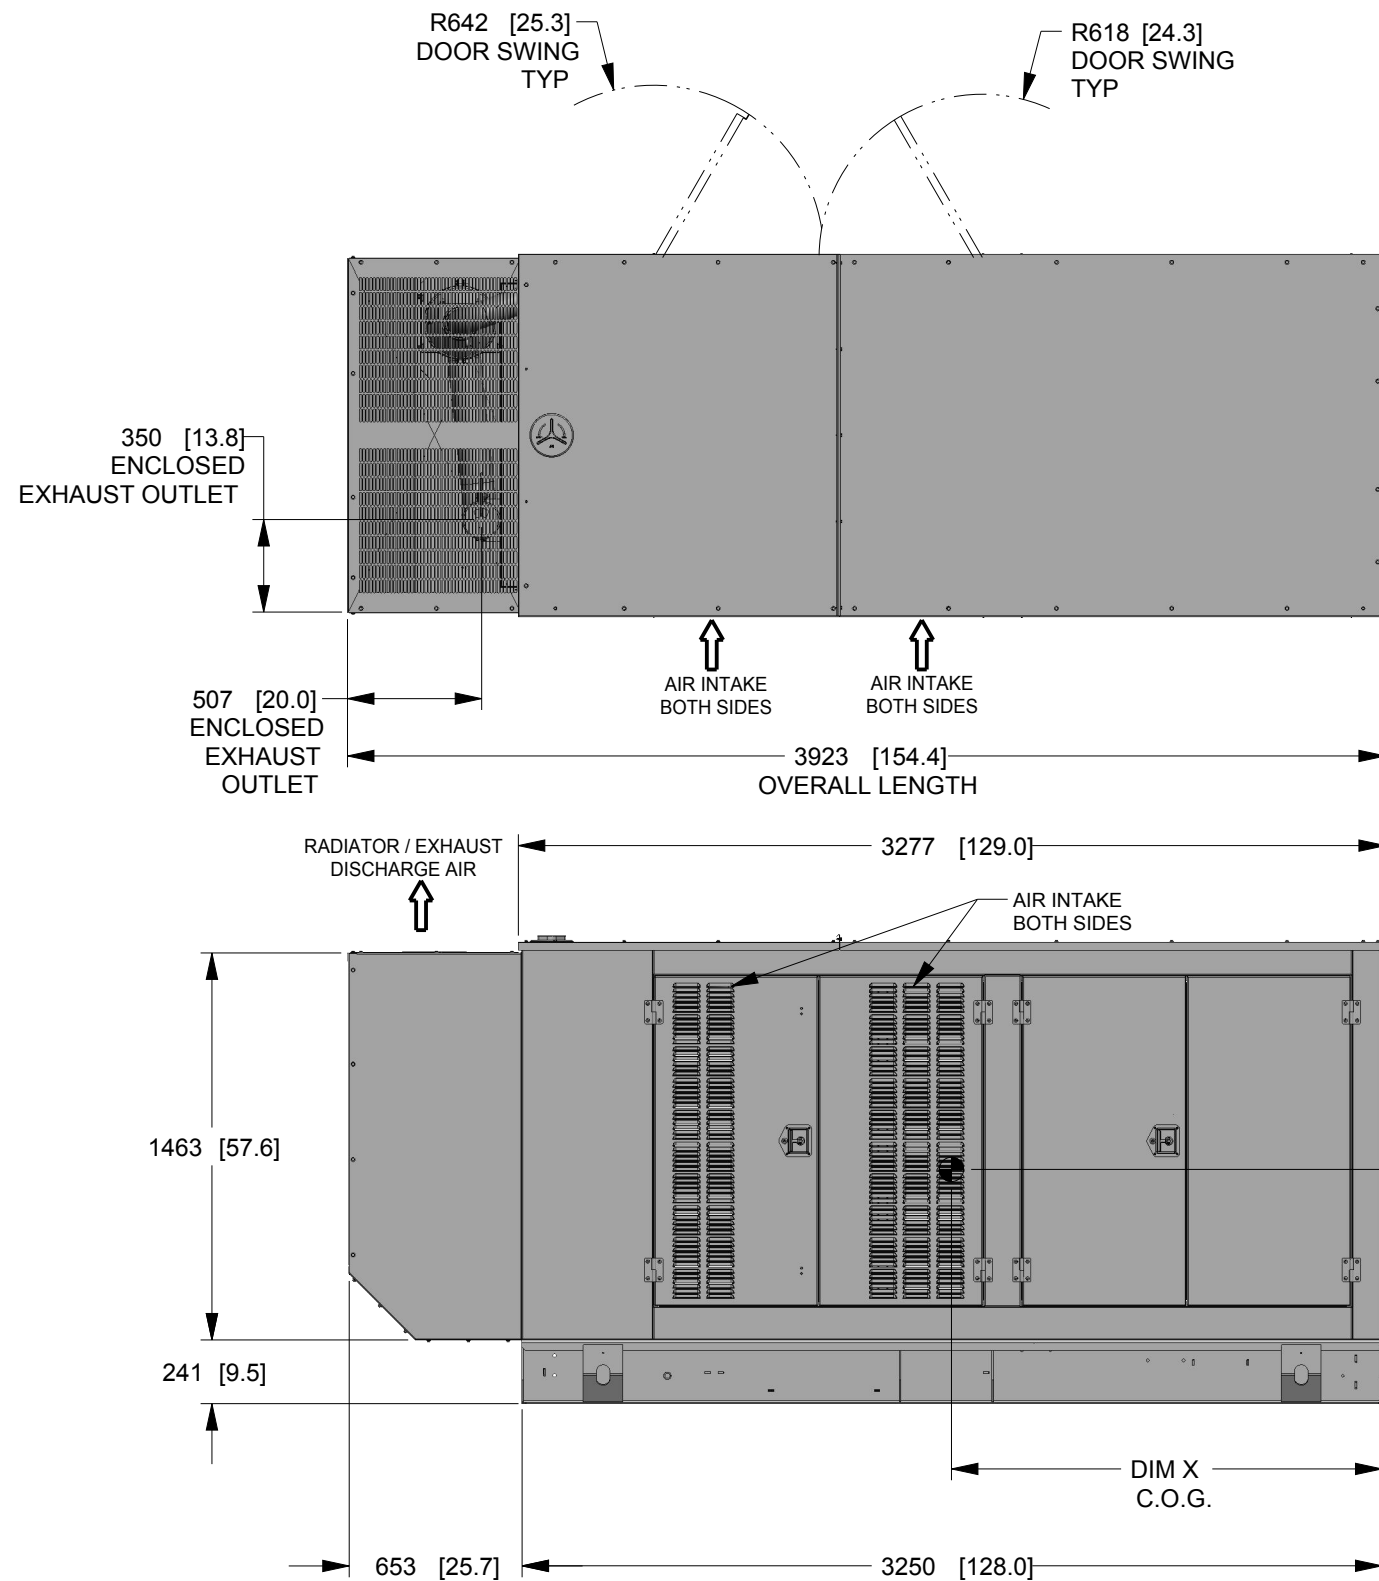 R642 [25.3]
DOOR SWING
TYP
R618 [24.3]
DOOR SWING
TYP
350 [13.8]
ENCLOSED
EXHAUST OUTLET
507 [20.0]
ENCLOSED
EXHAUST
OUTLET
AIR INTAKE
BOTH SIDES
AIR INTAKE
BOTH SIDES
3923 [154.4]
OVERALL LENGTH
RADIATOR / EXHAUST
DISCHARGE AIR
3277 [129.0]
AIR INTAKE
BOTH SIDES
1463 [57.6]
241 [9.5]
DIM X
C.O.G.
653 [25.7]
3250 [128.0]